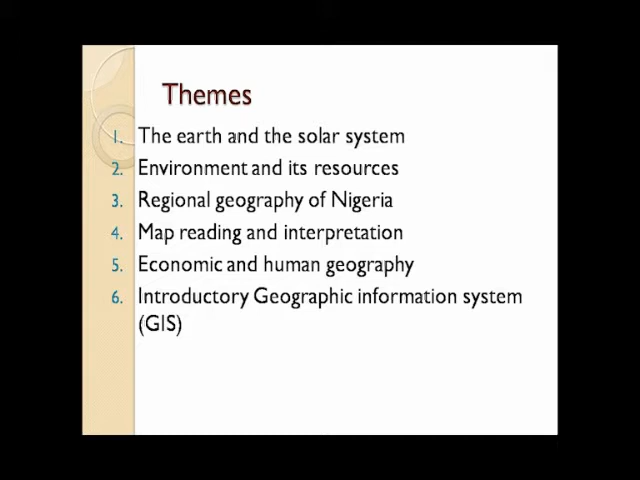 Themes
1. The earth and the solar system
2. Environment and its resources
3. Regional geography of Nigeria
4. Map reading and interpretation
5. Economic and human geography
6. Introductory Geographic information system
(GIS)